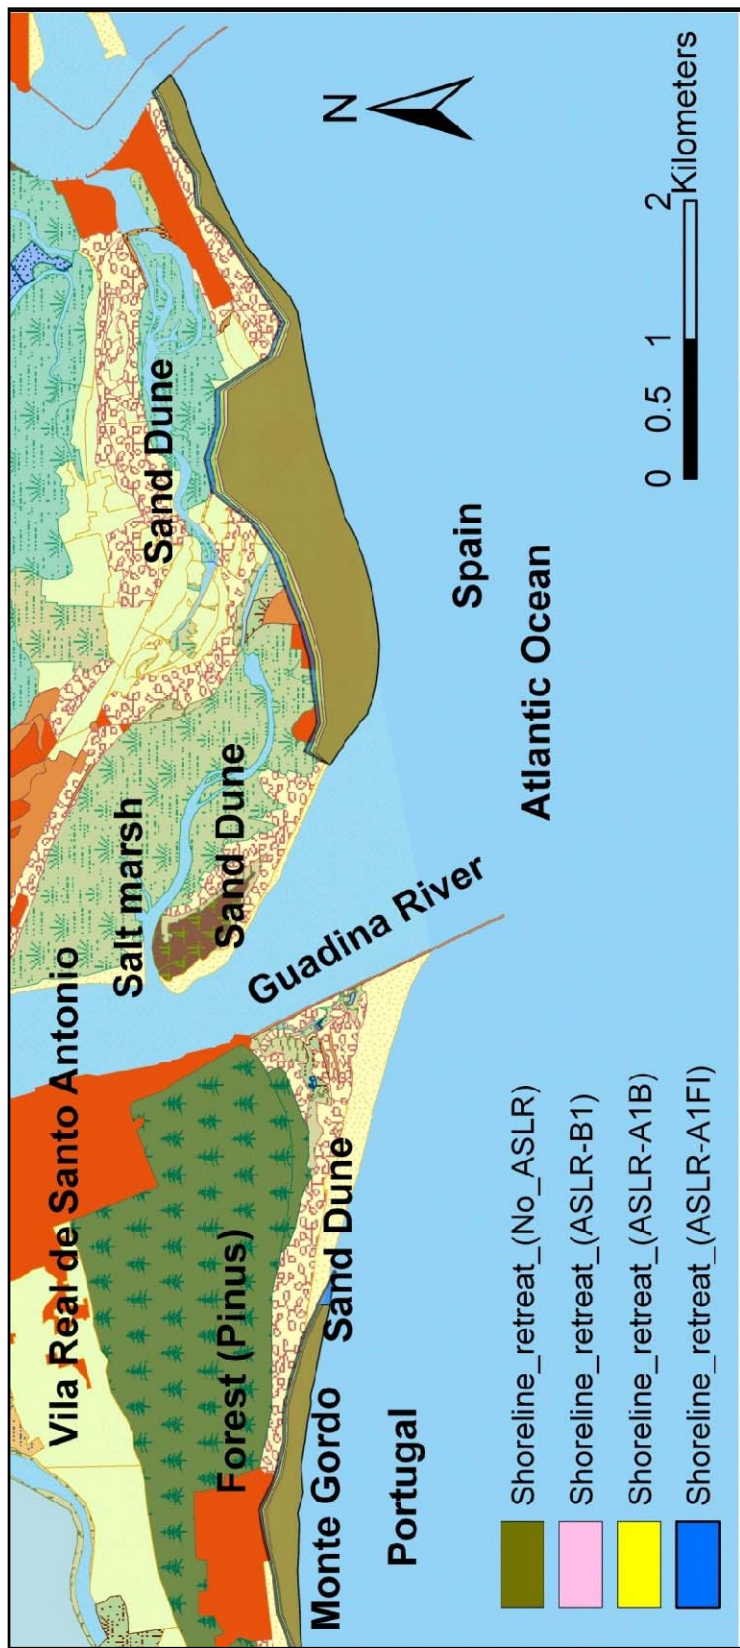 Vila Real de Santo Antonio
Salt marsh
Sand Dune
Sand Dune
N
Forest (Pinus)
Guadina River
Monte Gordo
Sand Dune
Portugal
Spain
Atlantic Ocean
Shoreline_retreat_(No_ASLR)
Shoreline_retreat_(ASLR-B1)
Shoreline_retreat_(ASLR-A1B)
Shoreline_retreat_(ASLR-A1FI)
0 0.5 1 2
Kilometers